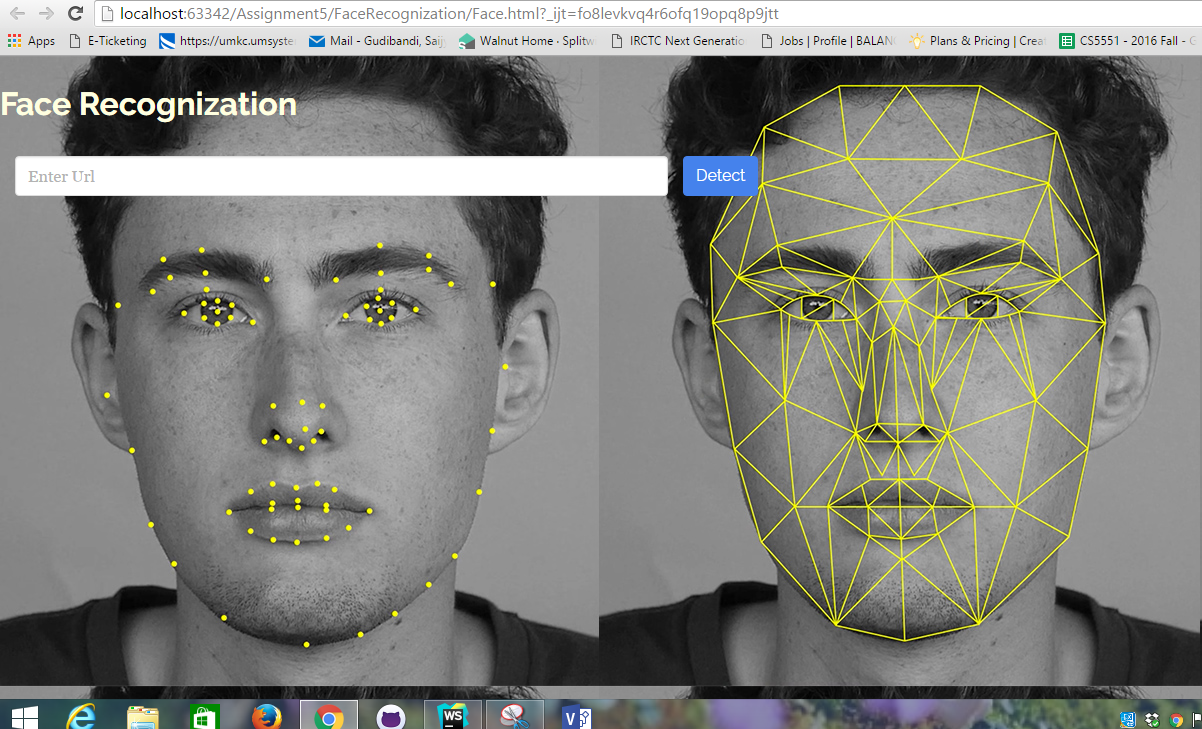 localhost:63342/Assignment5/FaceRecognization/Face.html?_ijt=fo8levkvq4r6ofq19opq8p9jtt
Apps E-Ticketing https://umkc.umsyste Mail - Gudibandi, Saij Walnut Home · Splitw IRCTC Next Generatio Jobs | Profile | BALAN Plans & Pricing | Crea CS5551 - 2016 Fall - G
Face Recognization
Enter Url Detect
WS V